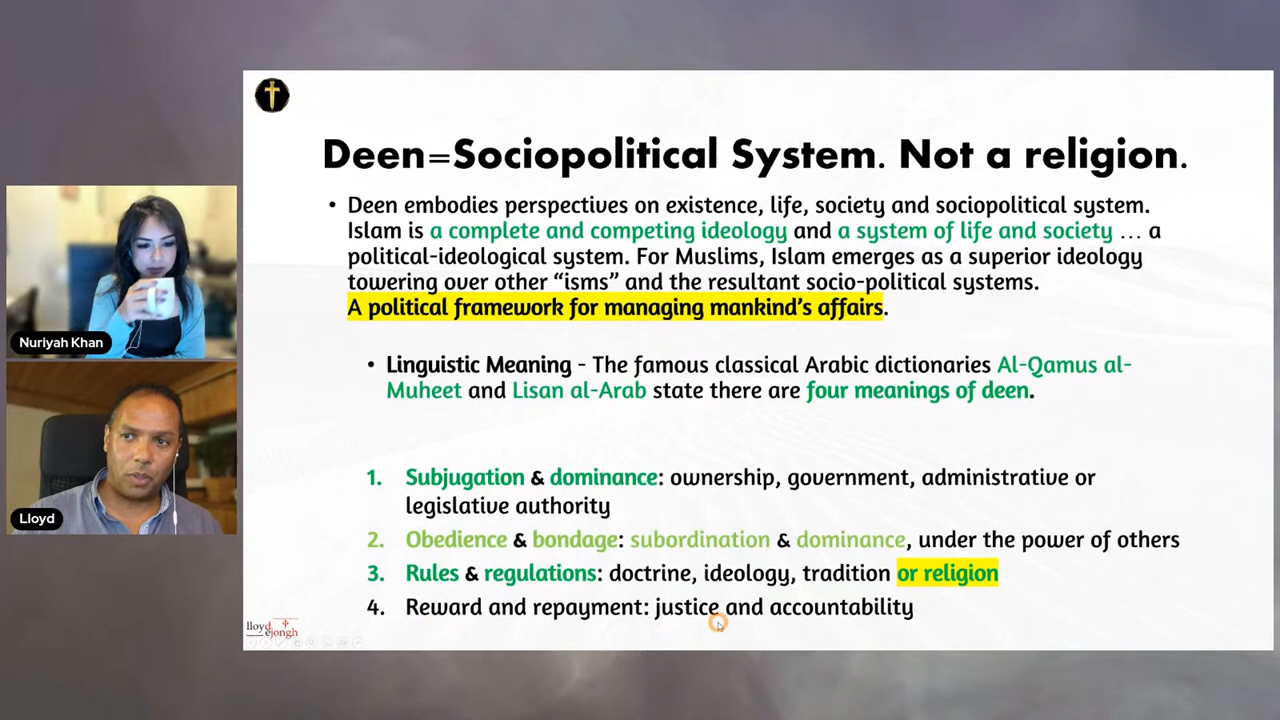 Deen=Sociopolitical System. Not a religion.
• Deen embodies perspectives on existence, life, society and sociopolitical system.
Islam is a complete and competing ideology and a system of life and society … a
political-ideological system. For Muslims, Islam emerges as a superior ideology
towering over other “isms” and the resultant socio-political systems.
A political framework for managing mankind’s affairs.
• Linguistic Meaning - The famous classical Arabic dictionaries Al-Qamus al-
Muheet and Lisan al-Arab state there are four meanings of deen.
1. Subjugation & dominance: ownership, government, administrative or
legislative authority
2. Obedience & bondage: subordination & dominance, under the power of others
3. Rules & regulations: doctrine, ideology, tradition or religion
4. Reward and repayment: justice and accountability
Nuriyah Khan
Lloyd
lloyd
ejongh